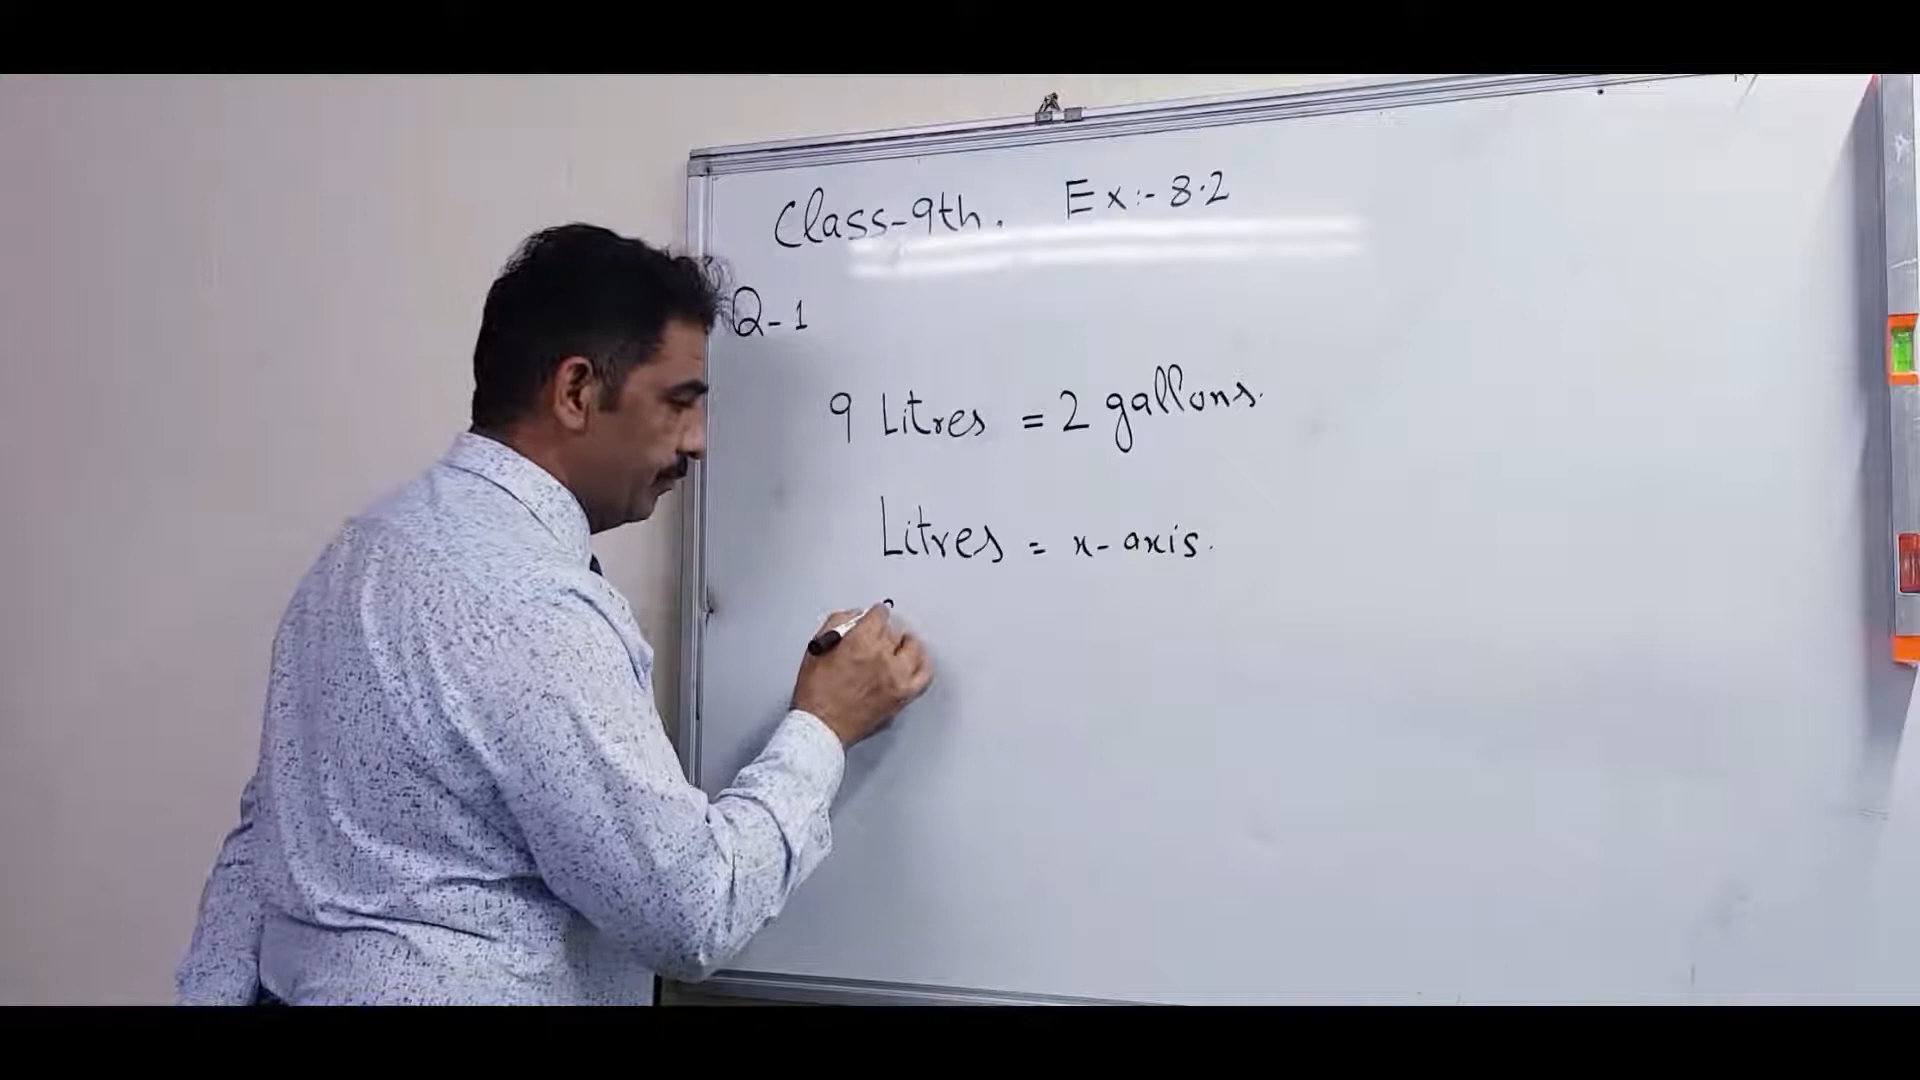 Class-9th. Ex:- 8.2
Q-1
9 Litres = 2 gallons.
Litres = x-axis.